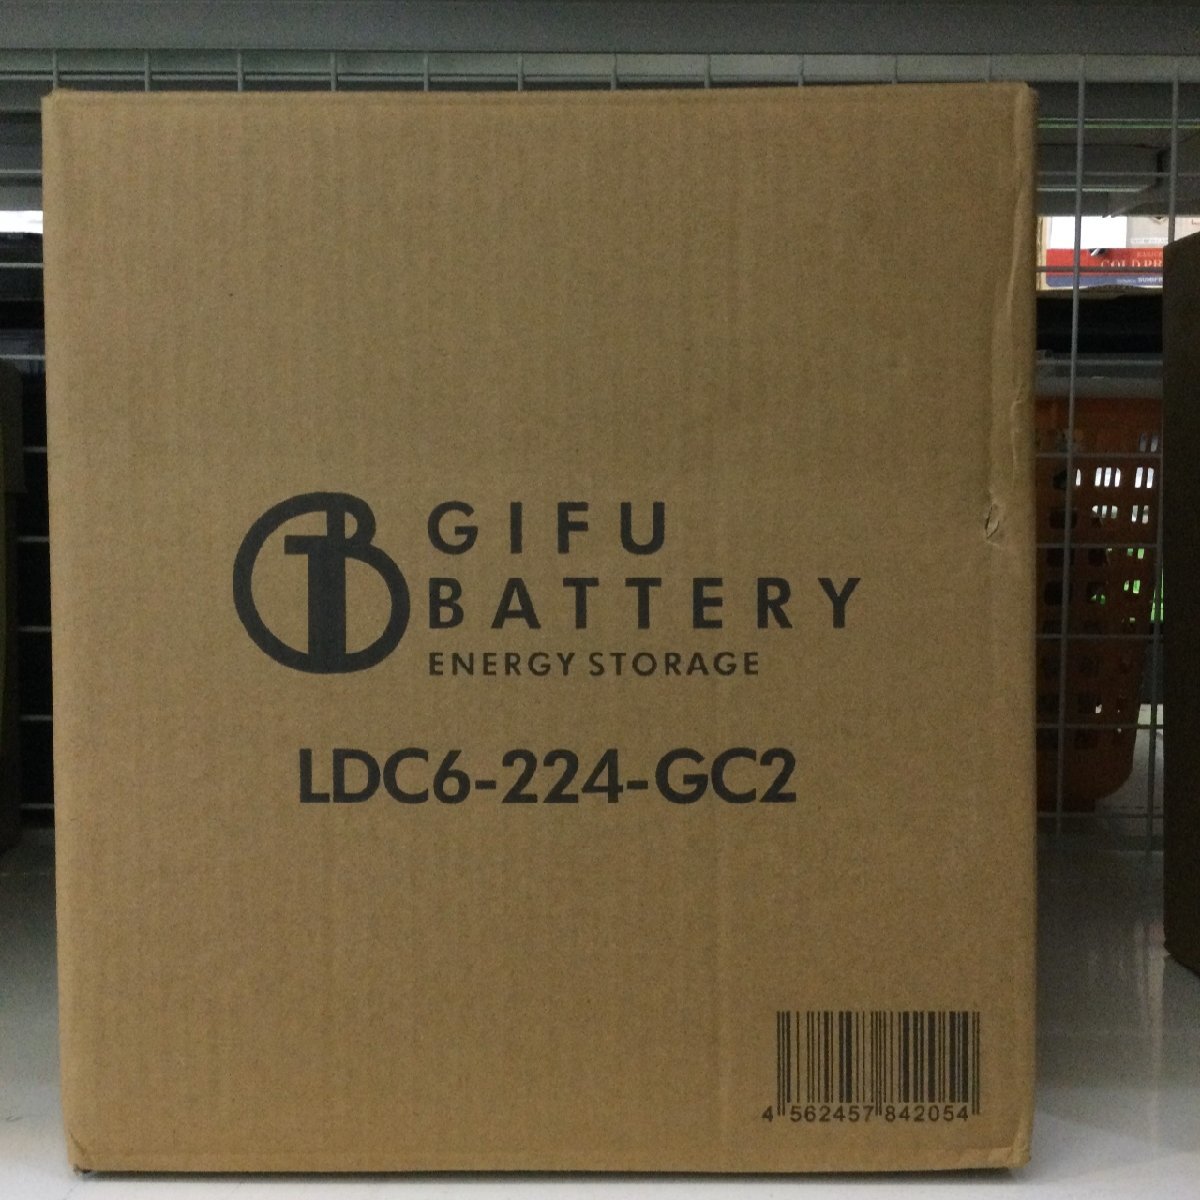 GIFU
BATTERY
ENERGY STORAGE
LDC6-224-GC2
4 562457 842054